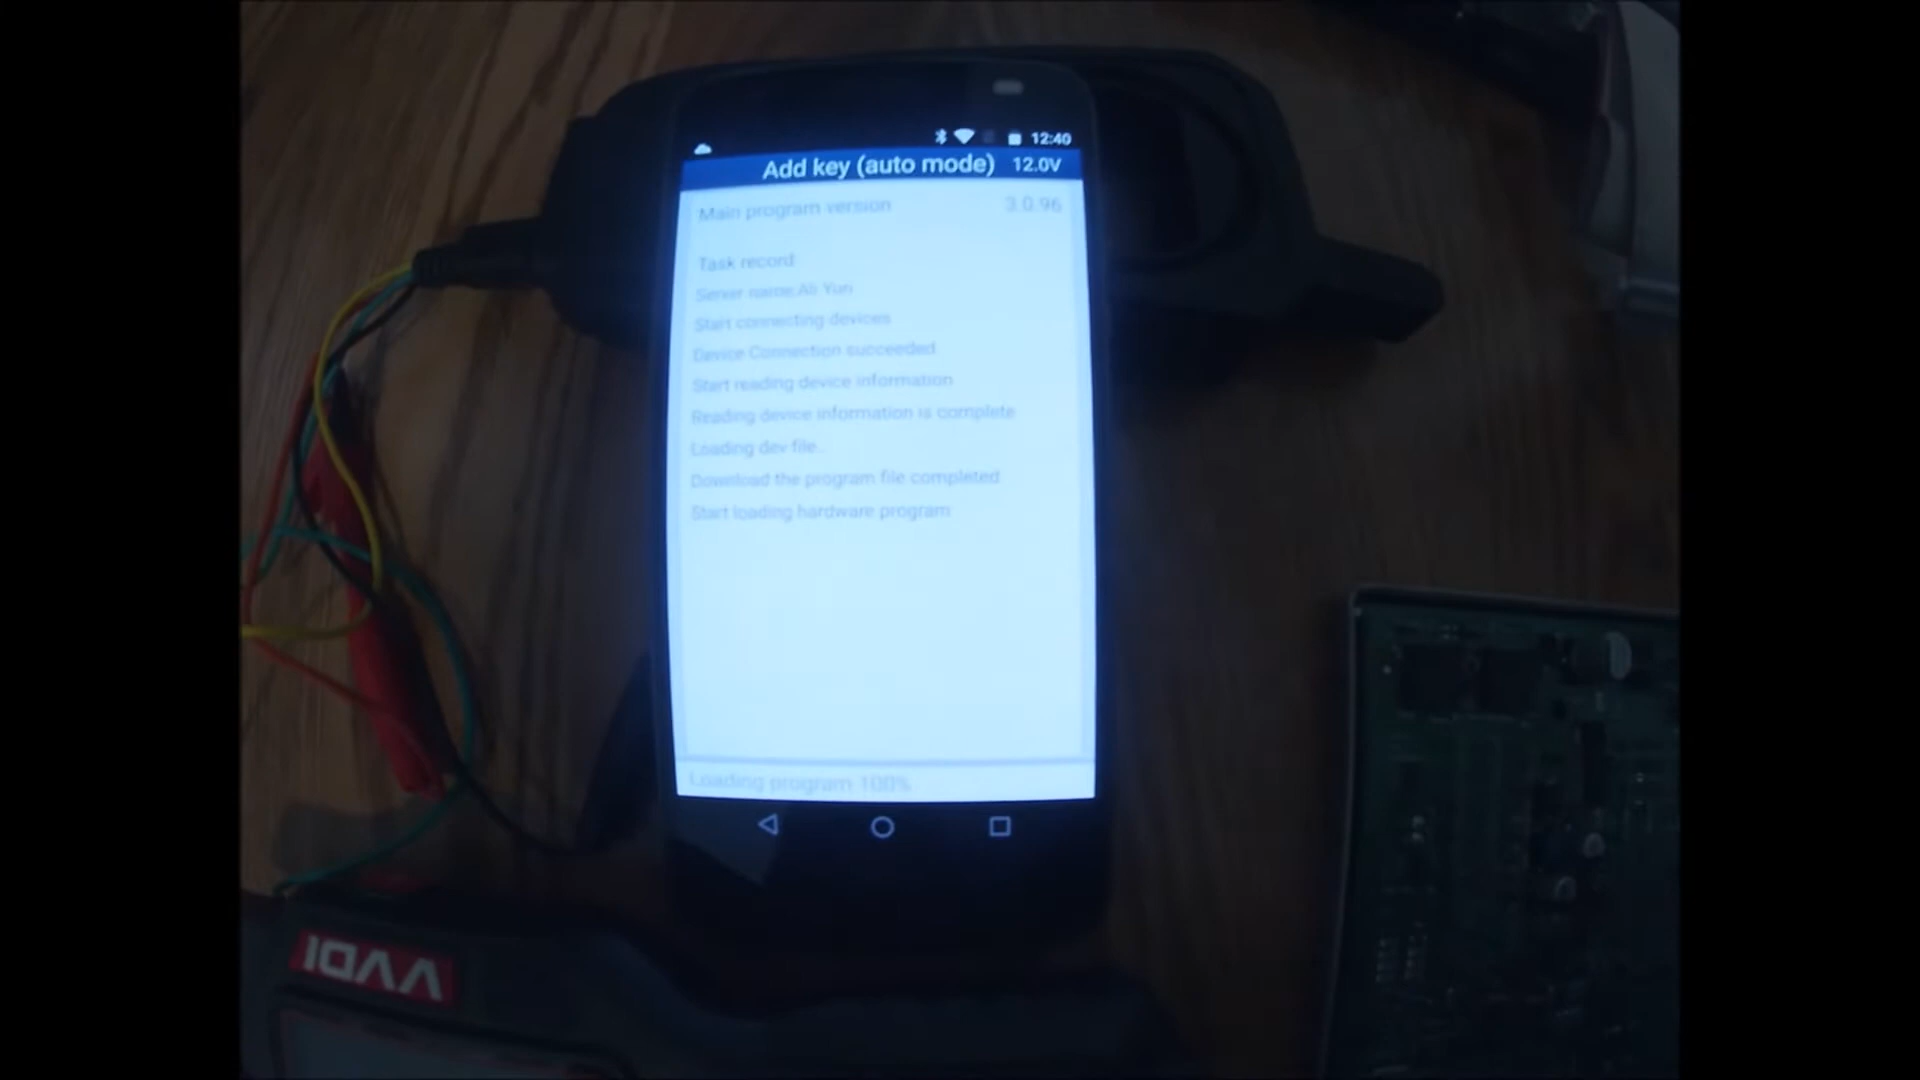 12:40
Add key (auto mode) 12.0V
Main program version 3.0.96
Task record
Server name:Ali Yun
Start connecting devices
Device Connection succeeded
Start reading device information
Reading device information is complete
Loading dev file..
Download the program file completed
Start loading hardware program
Loading program 100%
VVDI